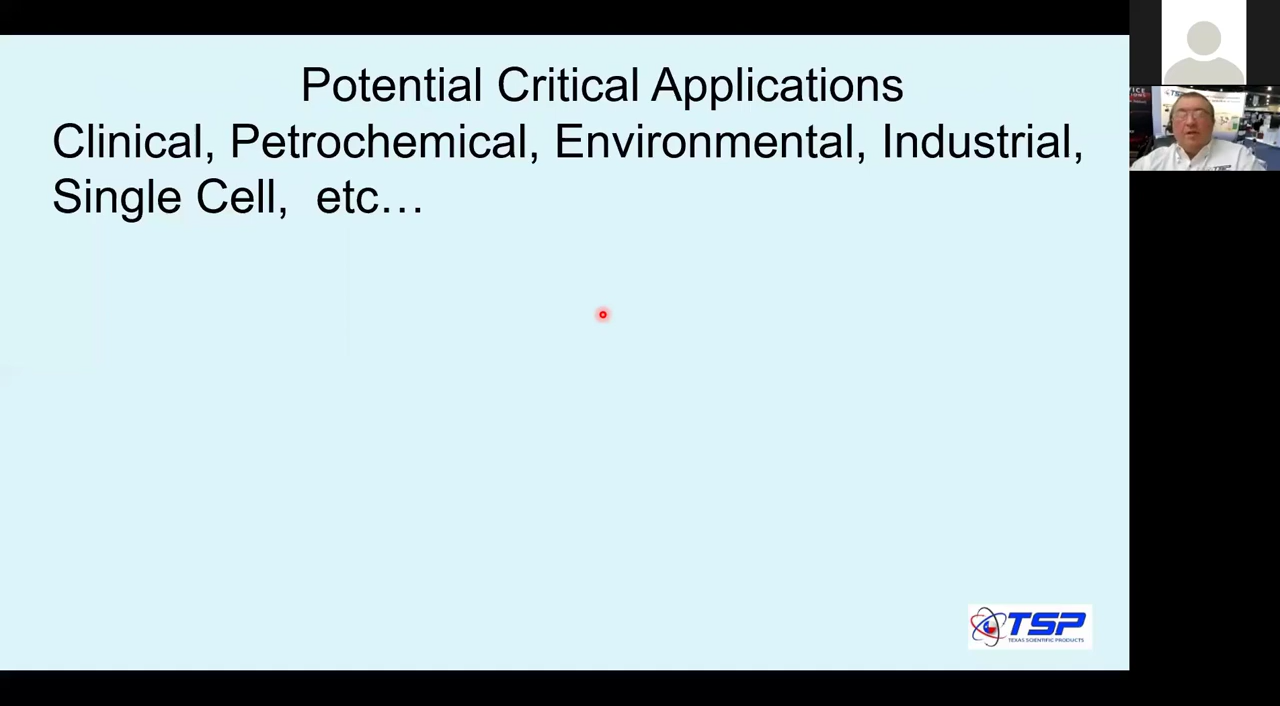 Potential Critical Applications
Clinical, Petrochemical, Environmental, Industrial,
Single Cell,  etc…
TSP
TEXAS SCIENTIFIC PRODUCTS